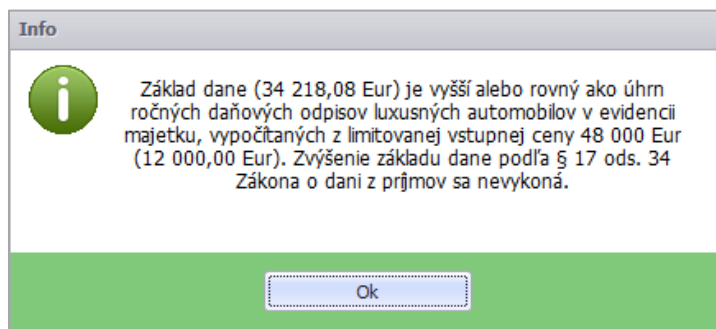 Info
Základ dane (34 218,08 Eur) je vyšší alebo rovný ako úhrn
ročných daňových odpisov luxusných automobilov v evidencii
majetku, vypočítaných z limitovanej vstupnej ceny 48 000 Eur
(12 000,00 Eur). Zvýšenie základu dane podľa § 17 ods. 34
Zákona o dani z príjmov sa nevykoná.
Ok